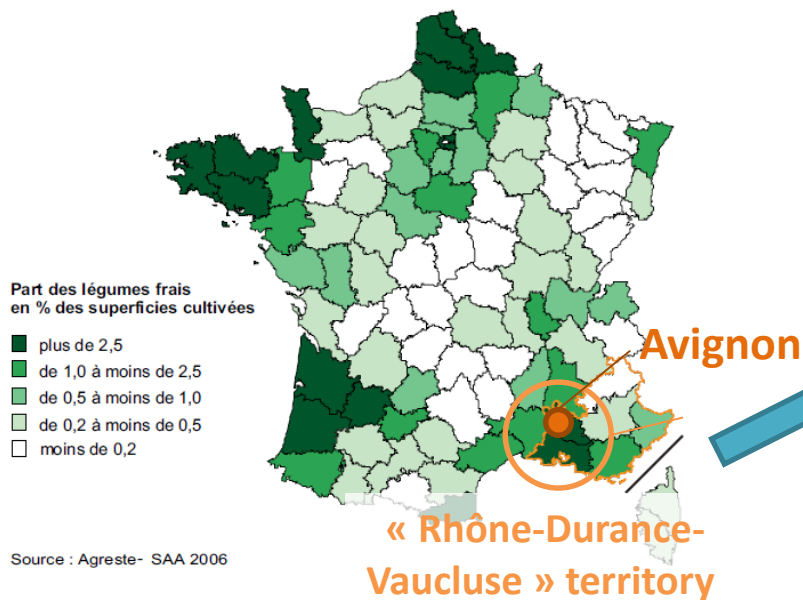 Part des légumes frais
en % des superficies cultivées
plus de 2,5
de 1,0 à moins de 2,5
de 0,5 à moins de 1,0
de 0,2 à moins de 0,5
moins de 0,2
Avignon
« Rhône-Durance-
Vaucluse » territory
Source : Agreste- SAA 2006